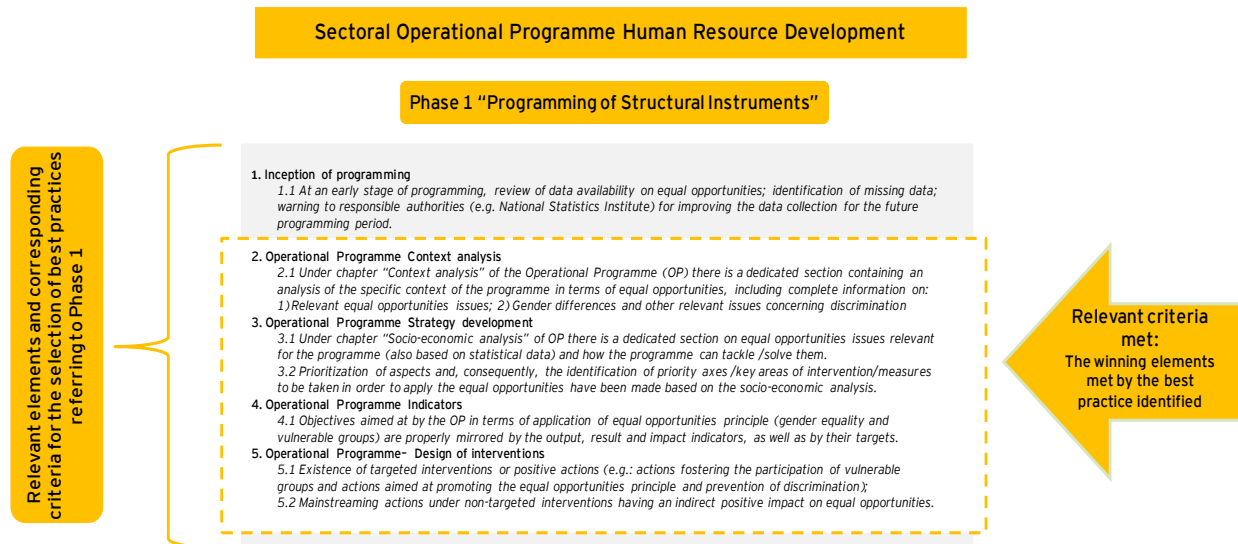 Sectoral Operational Programme Human Resource Development
Phase 1 “Programming of Structural Instruments”
Relevant elements and corresponding
criteria for the selection of best practices
referring to Phase 1
1. Inception of programming
1.1 At an early stage of programming, review of data availability on equal opportunities; identification of missing data;
warning to responsible authorities (e.g. National Statistics Institute) for improving the data collection for the future
programming period.
2. Operational Programme Context analysis
2.1 Under chapter “Context analysis” of the Operational Programme (OP) there is a dedicated section containing an
analysis of the specific context of the programme in terms of equal opportunities, including complete information on:
1)Relevant equal opportunities issues; 2) Gender differences and other relevant issues concerning discrimination
3. Operational Programme Strategy development
3.1 Under chapter “Socio-economic analysis” of OP there is a dedicated section on equal opportunities issues relevant
for the programme (also based on statistical data) and how the programme can tackle /solve them.
3.2 Prioritization of aspects and, consequently, the identification of priority axes /key areas of intervention/measures
to be taken in order to apply the equal opportunities have been made based on the socio-economic analysis.
4. Operational Programme Indicators
4.1 Objectives aimed at by the OP in terms of application of equal opportunities principle (gender equality and
vulnerable groups) are properly mirrored by the output, result and impact indicators, as well as by their targets.
5. Operational Programme– Design of interventions
5.1 Existence of targeted interventions or positive actions (e.g.: actions fostering the participation of vulnerable
groups and actions aimed at promoting the equal opportunities principle and prevention of discrimination);
5.2 Mainstreaming actions under non-targeted interventions having an indirect positive impact on equal opportunities.
Relevant criteria
met:
The winning elements
met by the best
practice identified